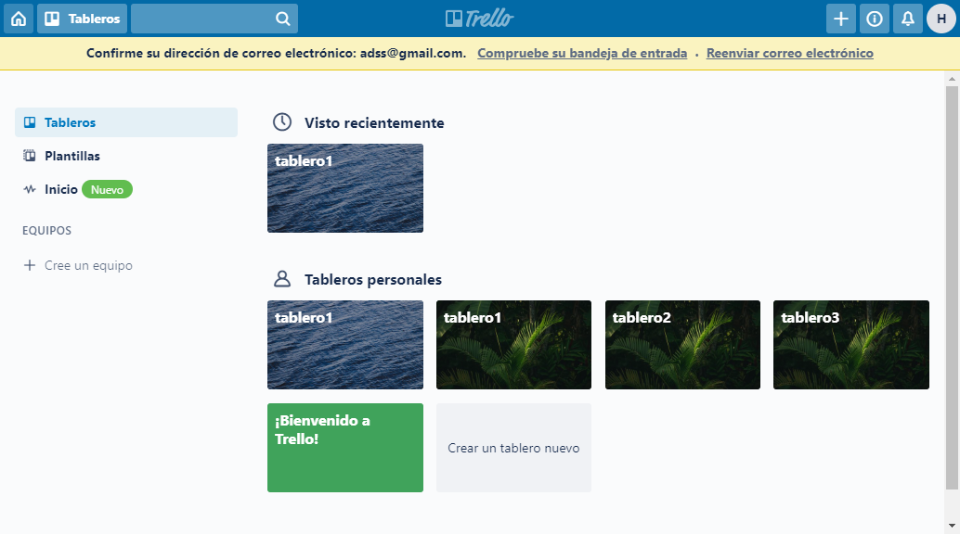 Tableros
Trello
H
Confirme su dirección de correo electrónico: adss@gmail.com. Compruebe su bandeja de entrada · Reenviar correo electrónico
Tableros
Plantillas
Inicio Nuevo
EQUIPOS
+ Cree un equipo
Visto recientemente
tablero1
Tableros personales
tablero1
tablero1
tablero2
tablero3
¡Bienvenido a
Trello!
Crear un tablero nuevo